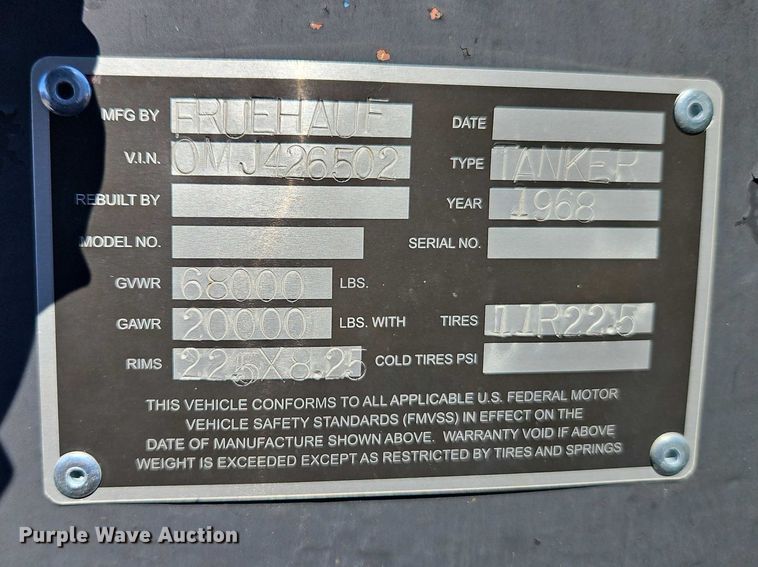 MFG BY FRUEHAUF DATE
V.I.N. OMJ426502 TYPE TANKER
REBUILT BY YEAR 1968
MODEL NO. SERIAL NO.
GVWR 68000 LBS.
GAWR 20000 LBS. WITH TIRES 11R22.5
RIMS 22.5X8.25 COLD TIRES PSI
THIS VEHICLE CONFORMS TO ALL APPLICABLE U.S. FEDERAL MOTOR
VEHICLE SAFETY STANDARDS (FMVSS) IN EFFECT ON THE
DATE OF MANUFACTURE SHOWN ABOVE. WARRANTY VOID IF ABOVE
WEIGHT IS EXCEEDED EXCEPT AS RESTRICTED BY TIRES AND SPRINGS
Purple Wave Auction